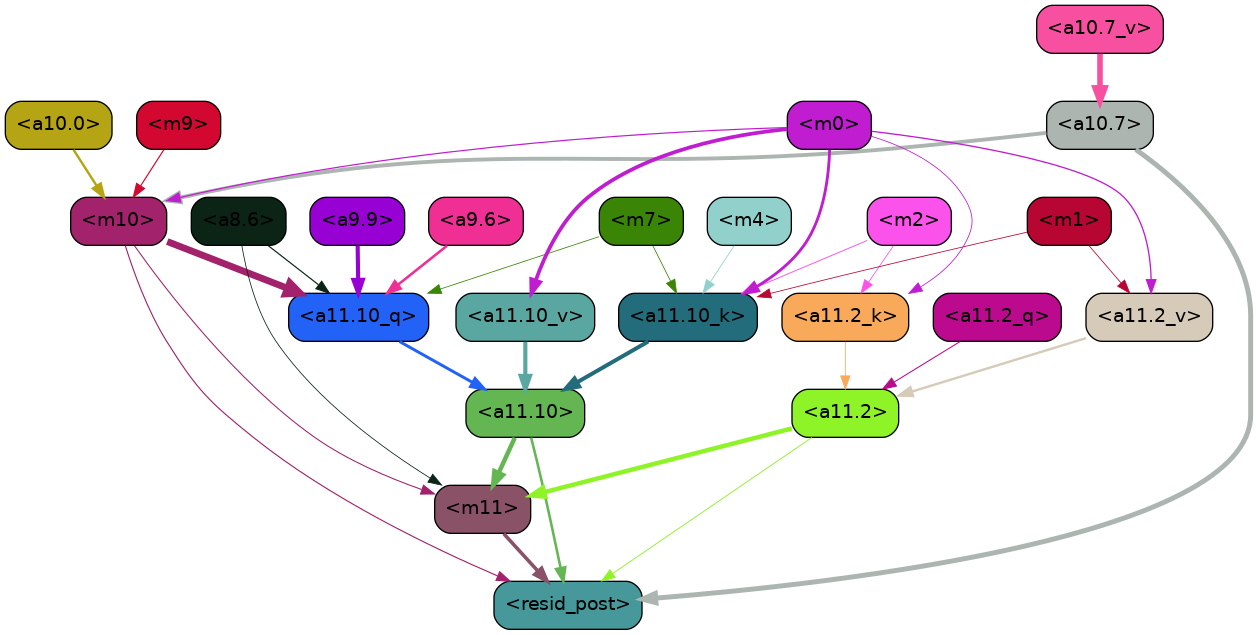 <a10.7_v>
<a10.0>
<m9>
<m0>
<a10.7>
<m10>
<a8.6>
<a9.9>
<a9.6>
<m7>
<m4>
<m2>
<m1>
<a11.10_q>
<a11.10_v>
<a11.10_k>
<a11.2_k>
<a11.2_q>
<a11.2_v>
<a11.10>
<a11.2>
<m11>
<resid_post>